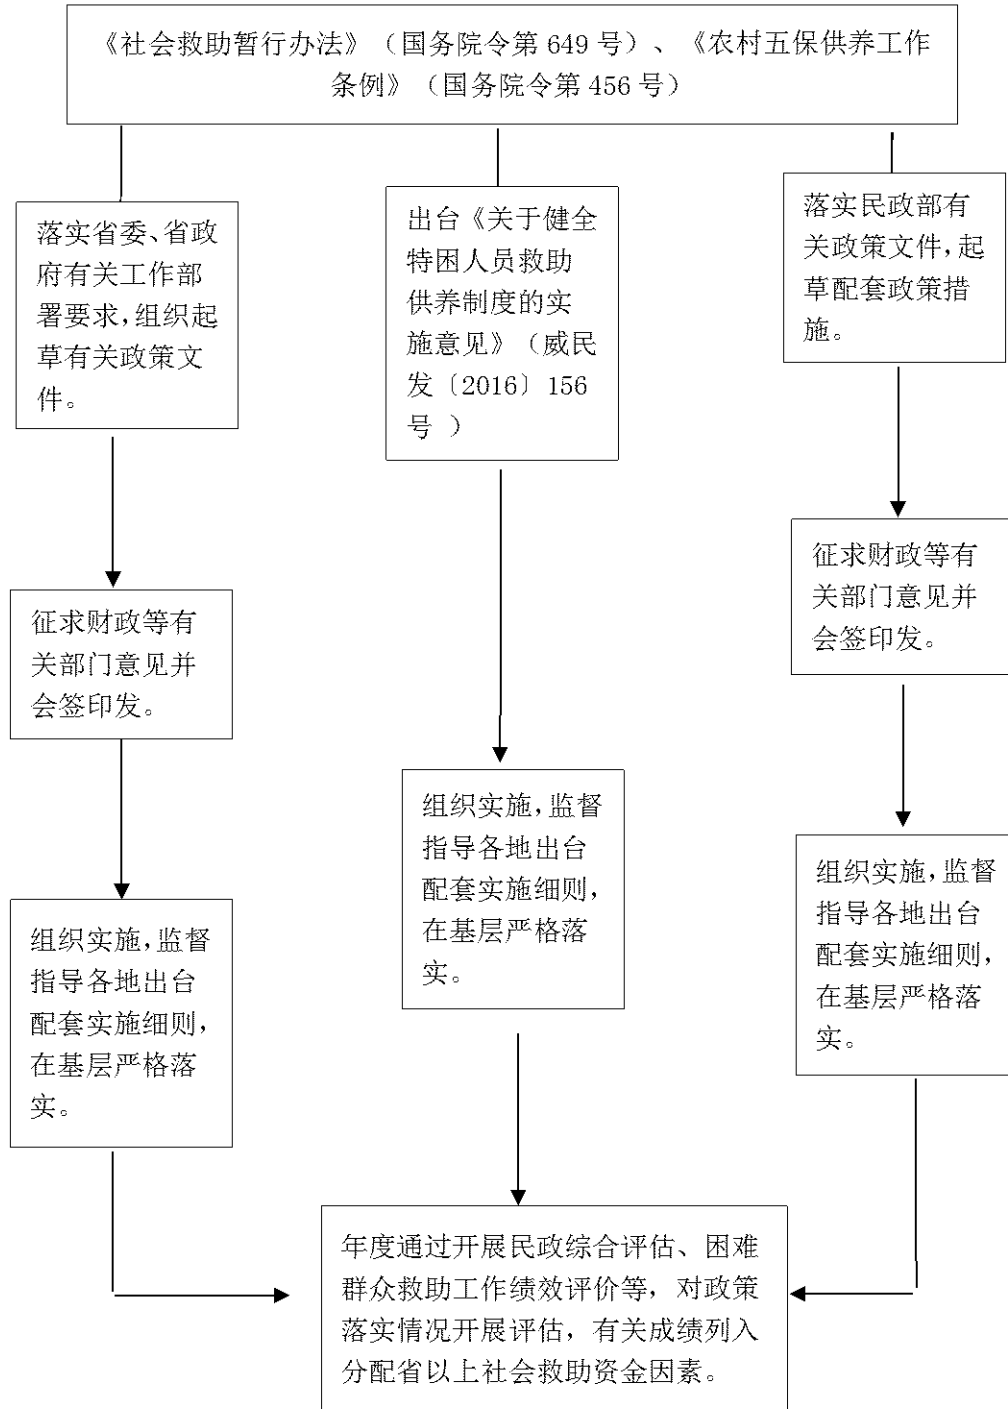 《社会救助暂行办法》（国务院令第 649 号）、《农村五保供养工作
条例》（国务院令第 456 号）
落实省委、省政
府有关工作部
署要求,组织起
草有关政策文
件。
出台《关于健全
特困人员救助
供养制度的实
施意见》（威民
发〔2016〕156
号 ）
落实民政部有
关政策文件,起
草配套政策措
施。
征求财政等有
关部门意见并
会签印发。
征求财政等有
关部门意见并
会签印发。
组织实施,监督
指导各地出台
配套实施细则,
在基层严格落
实。
组织实施,监督
指导各地出台
配套实施细则,
在基层严格落
实。
组织实施,监督
指导各地出台
配套实施细则,
在基层严格落
实。
年度通过开展民政综合评估、困难
群众救助工作绩效评价等，对政策
落实情况开展评估，有关成绩列入
分配省以上社会救助资金因素。